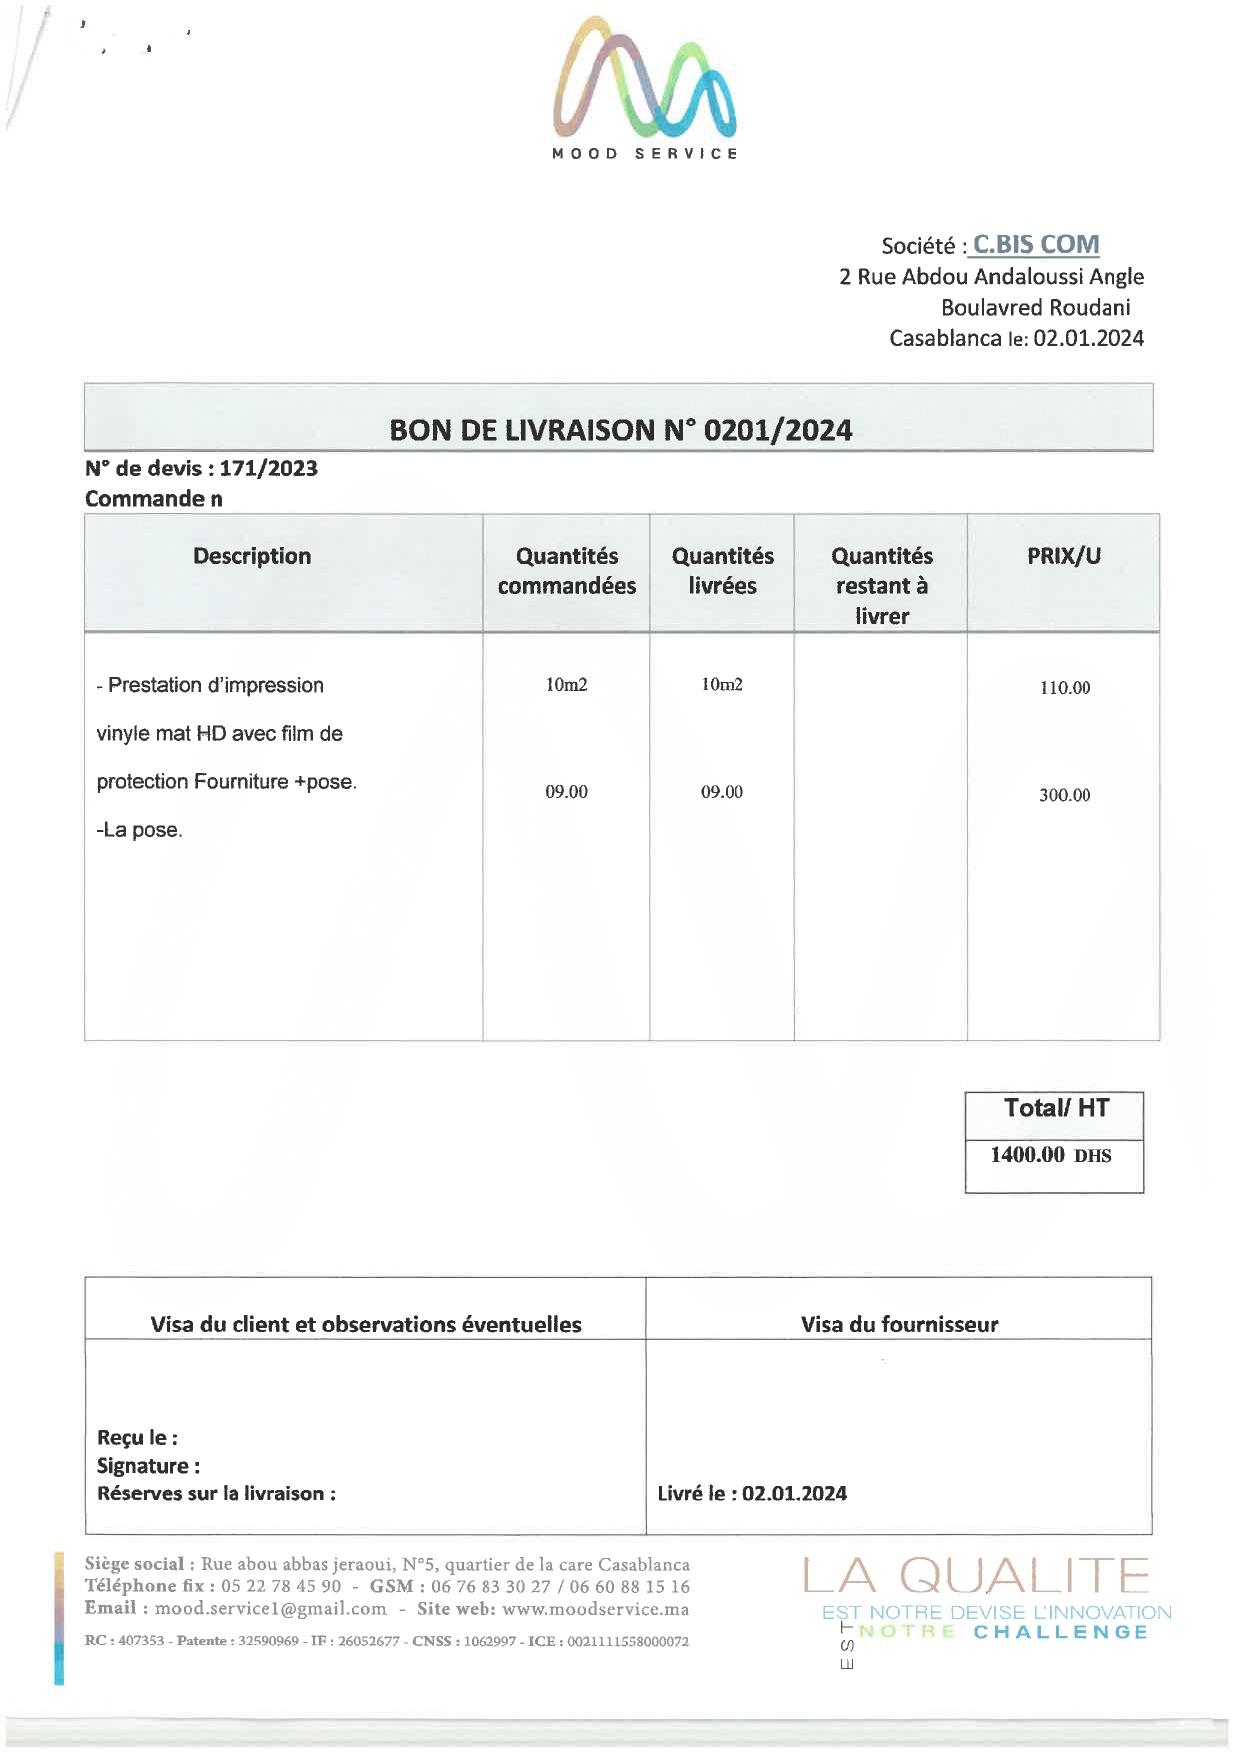 MOOD SERVICE
Société : C.BIS COM
2 Rue Abdou Andaloussi Angle
Boulavred Roudani
Casablanca le: 02.01.2024
BON DE LIVRAISON N° 0201/2024
N° de devis : 171/2023
Commande n
Description Quantités commandées Quantités livrées Quantités restant à livrer PRIX/U
- Prestation d'impression 10m2 10m2 110.00
vinyle mat HD avec film de
protection Fourniture +pose.
09.00 09.00 300.00
-La pose.
Total/ HT
1400.00 DHS
Visa du client et observations éventuelles Visa du fournisseur
Reçu le :
Signature :
Réserves sur la livraison : Livré le : 02.01.2024
Siège social : Rue abou abbas jeraoui, N°5, quartier de la care Casablanca
Téléphone fix : 05 22 78 45 90 - GSM : 06 76 83 30 27 / 06 60 88 15 16
Email : mood.service1@gmail.com - Site web: www.moodservice.ma
RC : 407353 - Patente : 32590969 - IF : 26052677 - CNSS : 1062997 - ICE : 0021111558000072
LA QUALITE
EST NOTRE DEVISE L'INNOVATION
EST NOTRE CHALLENGE